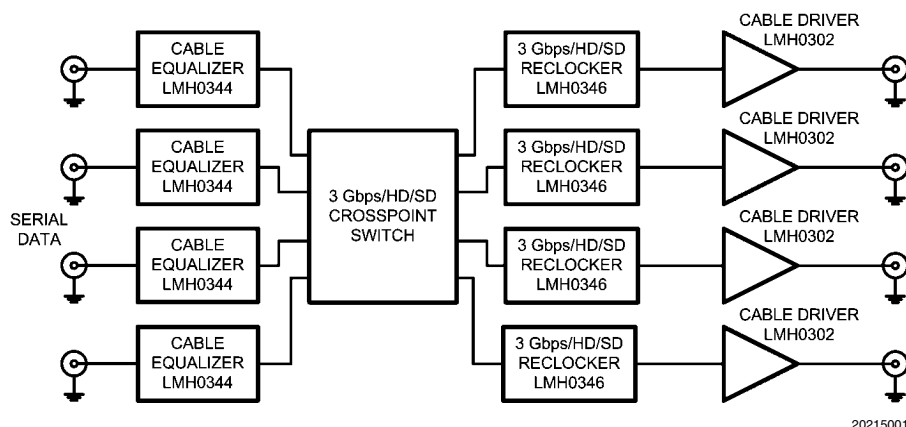 CABLE
EQUALIZER
LMH0344
3 Gbps/HD/SD
RECLOCKER
LMH0346
CABLE DRIVER
LMH0302
CABLE
EQUALIZER
LMH0344
3 Gbps/HD/SD
RECLOCKER
LMH0346
CABLE DRIVER
LMH0302
SERIAL
DATA
3 Gbps/HD/SD
CROSSPOINT
SWITCH
CABLE
EQUALIZER
LMH0344
3 Gbps/HD/SD
RECLOCKER
LMH0346
CABLE DRIVER
LMH0302
CABLE
EQUALIZER
LMH0344
3 Gbps/HD/SD
RECLOCKER
LMH0346
CABLE DRIVER
LMH0302
20215001